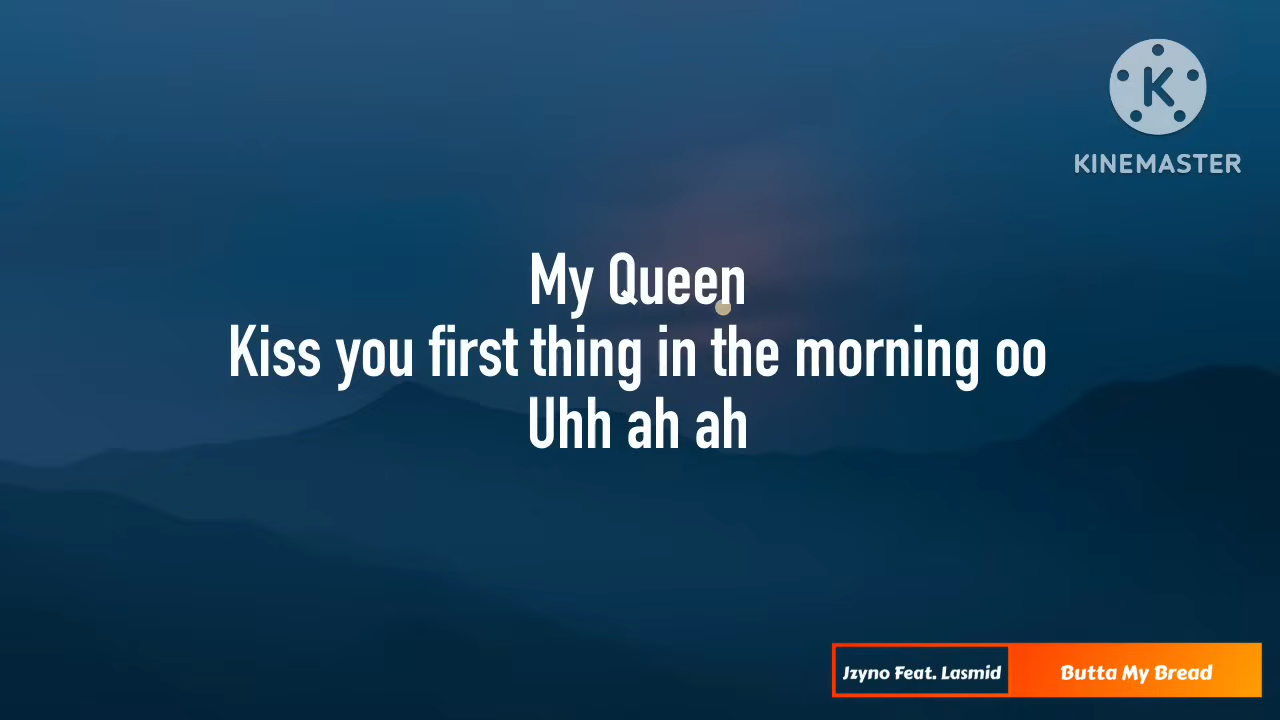 K
KINEMASTER
My Queen
Kiss you first thing in the morning oo
Uhh ah ah
Jzyno Feat. Lasmid
Butta My Bread